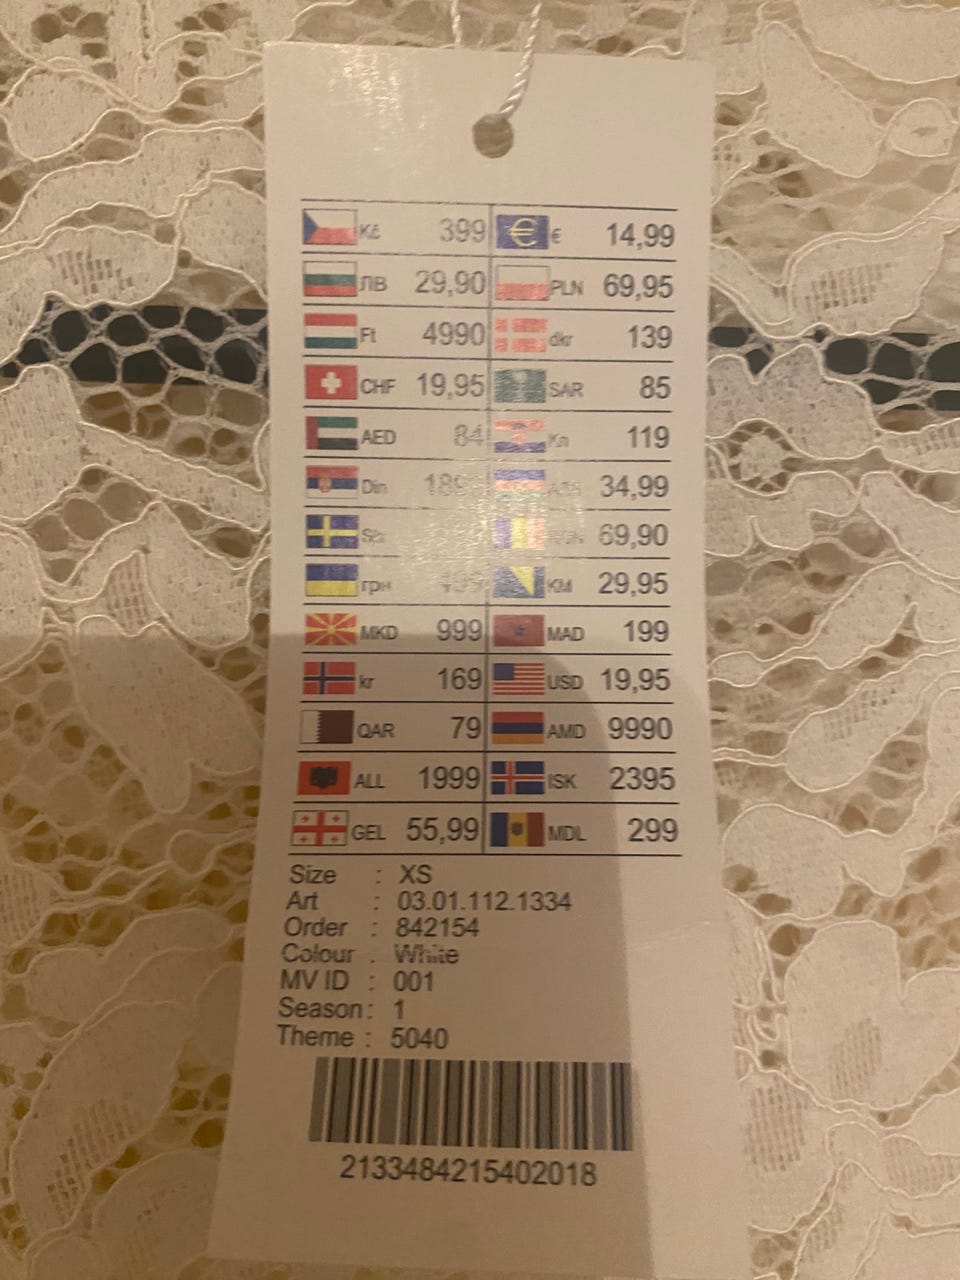 Kč 399 € 14,99
ЛВ 29,90 PLN 69,95
Ft 4990 dkr 139
CHF 19,95 SAR 85
AED 84 Кп 119
Din 34,99
69,90
грн KM 29,95
MKD 999 MAD 199
kr 169 USD 19,95
QAR 79 AMD 9990
ALL 1999 ISK 2395
GEL 55,99 MDL 299
Size : XS
Art : 03.01.112.1334
Order : 842154
Colour : White
MV ID : 001
Season : 1
Theme : 5040
2133484215402018